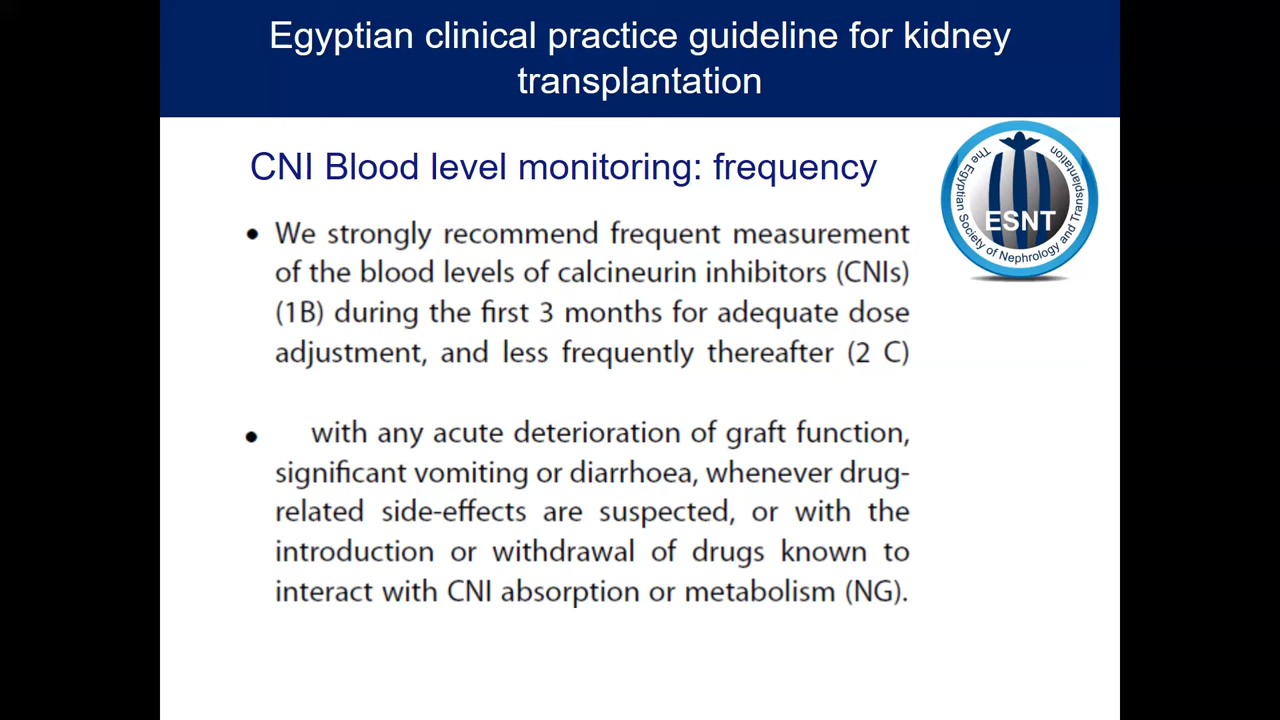 Egyptian clinical practice guideline for kidney
transplantation
CNI Blood level monitoring: frequency
The Egyptian Society of Nephrology and Transplantation
ESNT
• We strongly recommend frequent measurement
of the blood levels of calcineurin inhibitors (CNIs)
(1B) during the first 3 months for adequate dose
adjustment, and less frequently thereafter (2 C)
• with any acute deterioration of graft function,
significant vomiting or diarrhoea, whenever drug-
related side-effects are suspected, or with the
introduction or withdrawal of drugs known to
interact with CNI absorption or metabolism (NG).